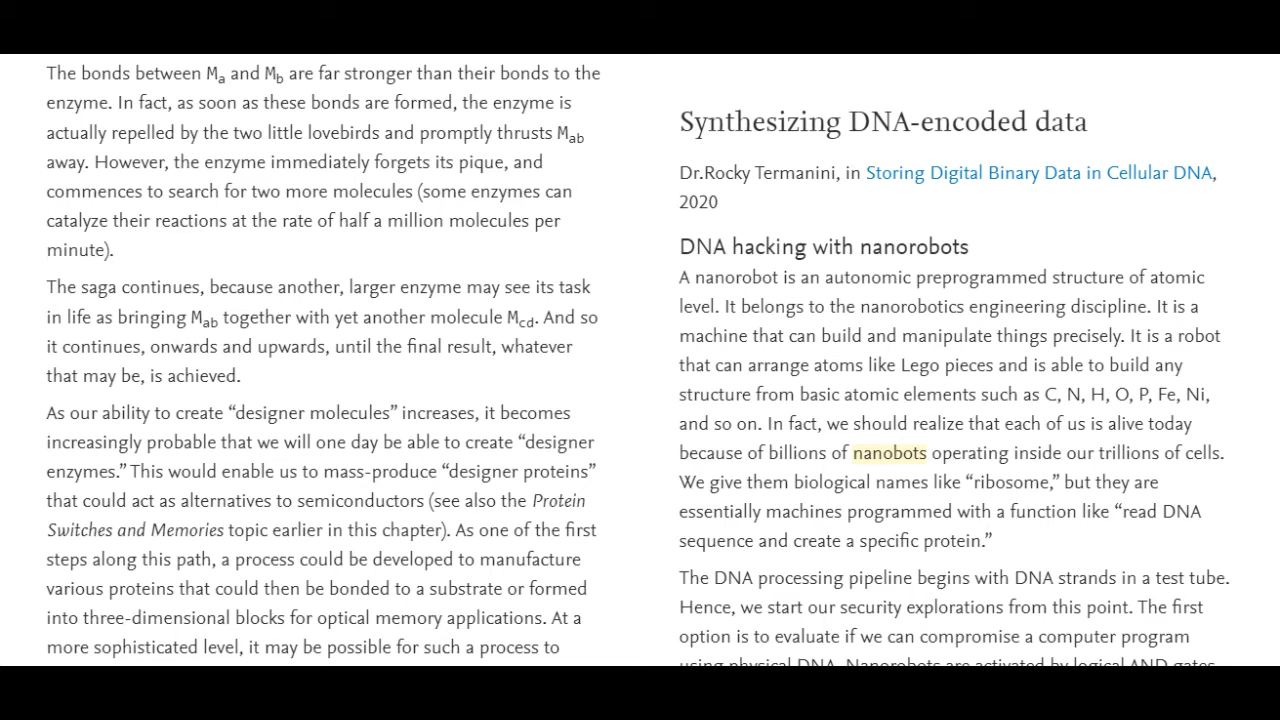 The bonds between Ma and Mb are far stronger than their bonds to the
enzyme. In fact, as soon as these bonds are formed, the enzyme is
actually repelled by the two little lovebirds and promptly thrusts Mab
away. However, the enzyme immediately forgets its pique, and
commences to search for two more molecules (some enzymes can
catalyze their reactions at the rate of half a million molecules per
minute).
The saga continues, because another, larger enzyme may see its task
in life as bringing Mab together with yet another molecule Mcd. And so
it continues, onwards and upwards, until the final result, whatever
that may be, is achieved.
As our ability to create “designer molecules” increases, it becomes
increasingly probable that we will one day be able to create “designer
enzymes.” This would enable us to mass-produce “designer proteins”
that could act as alternatives to semiconductors (see also the Protein
Switches and Memories topic earlier in this chapter). As one of the first
steps along this path, a process could be developed to manufacture
various proteins that could then be bonded to a substrate or formed
into three-dimensional blocks for optical memory applications. At a
more sophisticated level, it may be possible for such a process to
Synthesizing DNA-encoded data
Dr.Rocky Termanini, in Storing Digital Binary Data in Cellular DNA,
2020
DNA hacking with nanorobots
A nanorobot is an autonomic preprogrammed structure of atomic
level. It belongs to the nanorobotics engineering discipline. It is a
machine that can build and manipulate things precisely. It is a robot
that can arrange atoms like Lego pieces and is able to build any
structure from basic atomic elements such as C, N, H, O, P, Fe, Ni,
and so on. In fact, we should realize that each of us is alive today
because of billions of nanobots operating inside our trillions of cells.
We give them biological names like “ribosome,” but they are
essentially machines programmed with a function like “read DNA
sequence and create a specific protein.”
The DNA processing pipeline begins with DNA strands in a test tube.
Hence, we start our security explorations from this point. The first
option is to evaluate if we can compromise a computer program
using physical DNA. Nanorobots are activated by logical AND gates